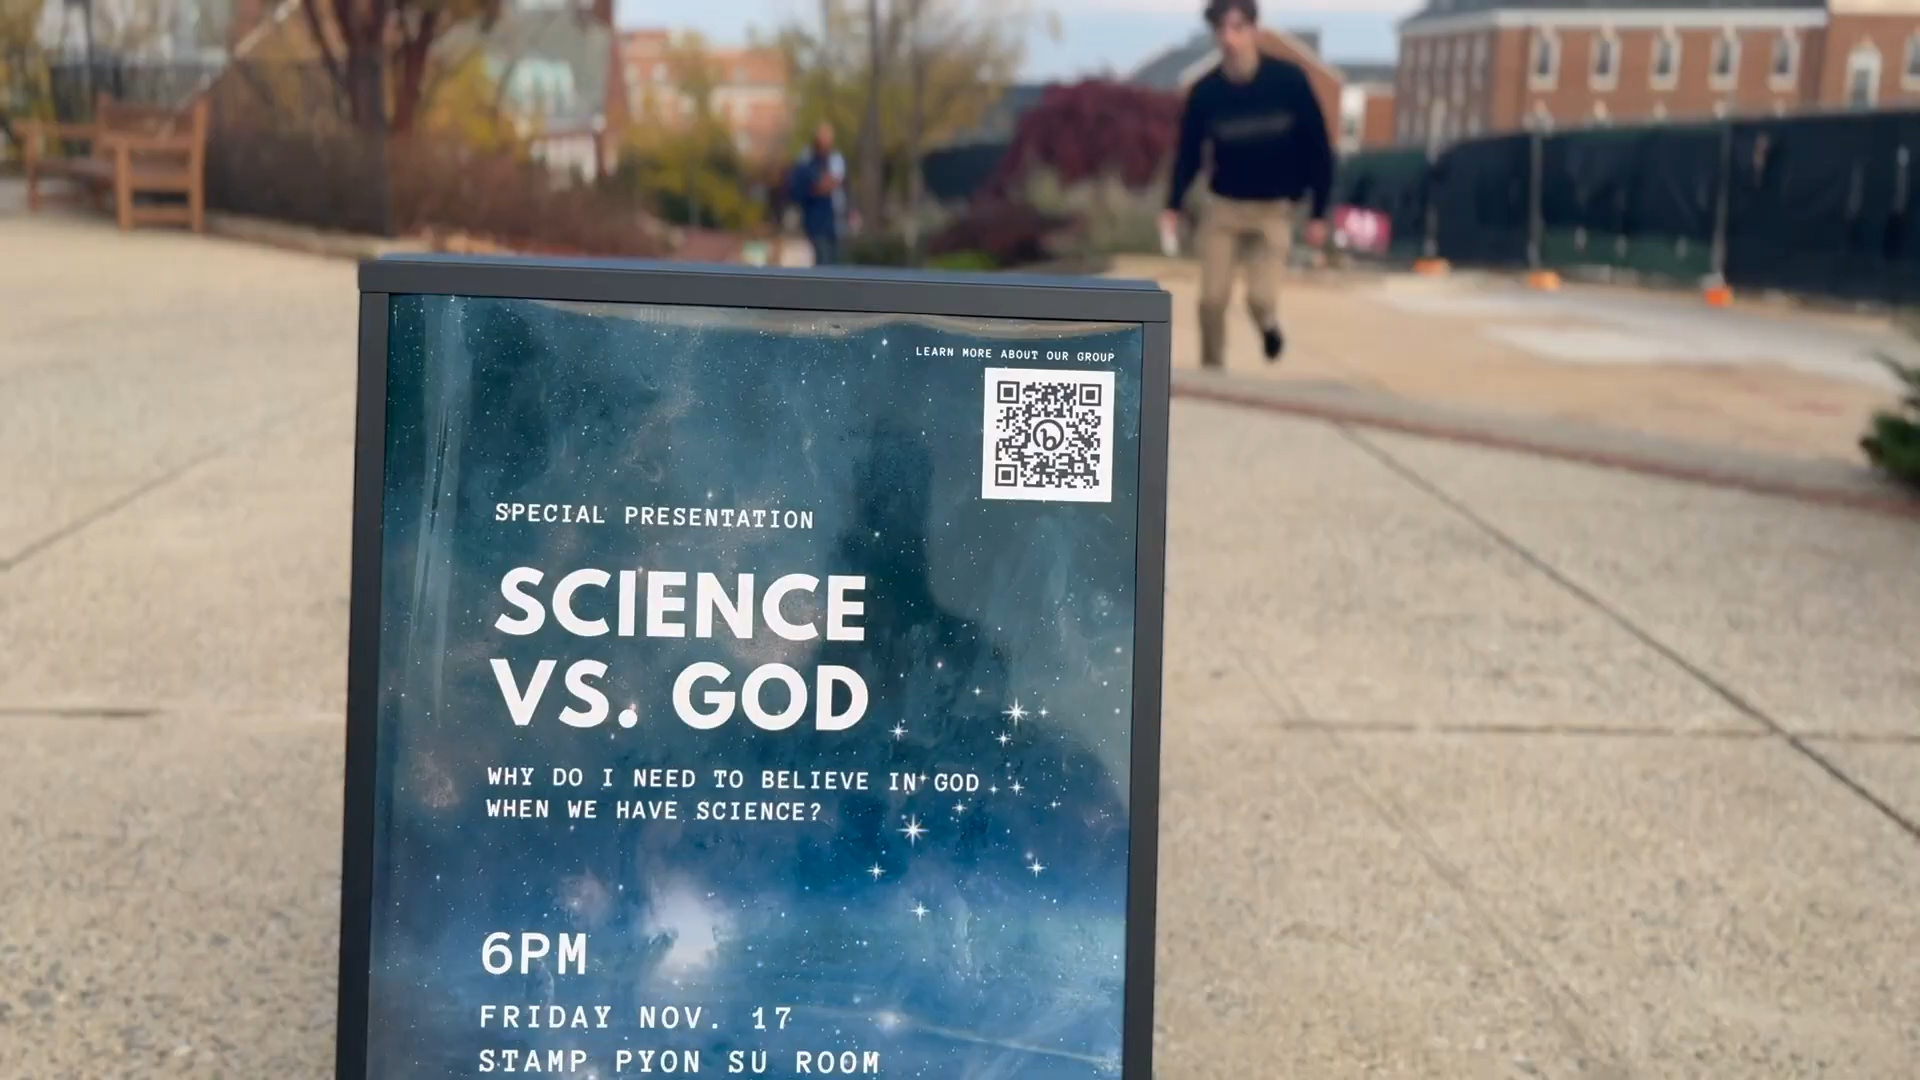 LEARN MORE ABOUT OUR GROUP
SPECIAL PRESENTATION
SCIENCE
VS. GOD
WHY DO I NEED TO BELIEVE IN GOD
WHEN WE HAVE SCIENCE?
6PM
FRIDAY NOV. 17
STAMP PYON SU ROOM